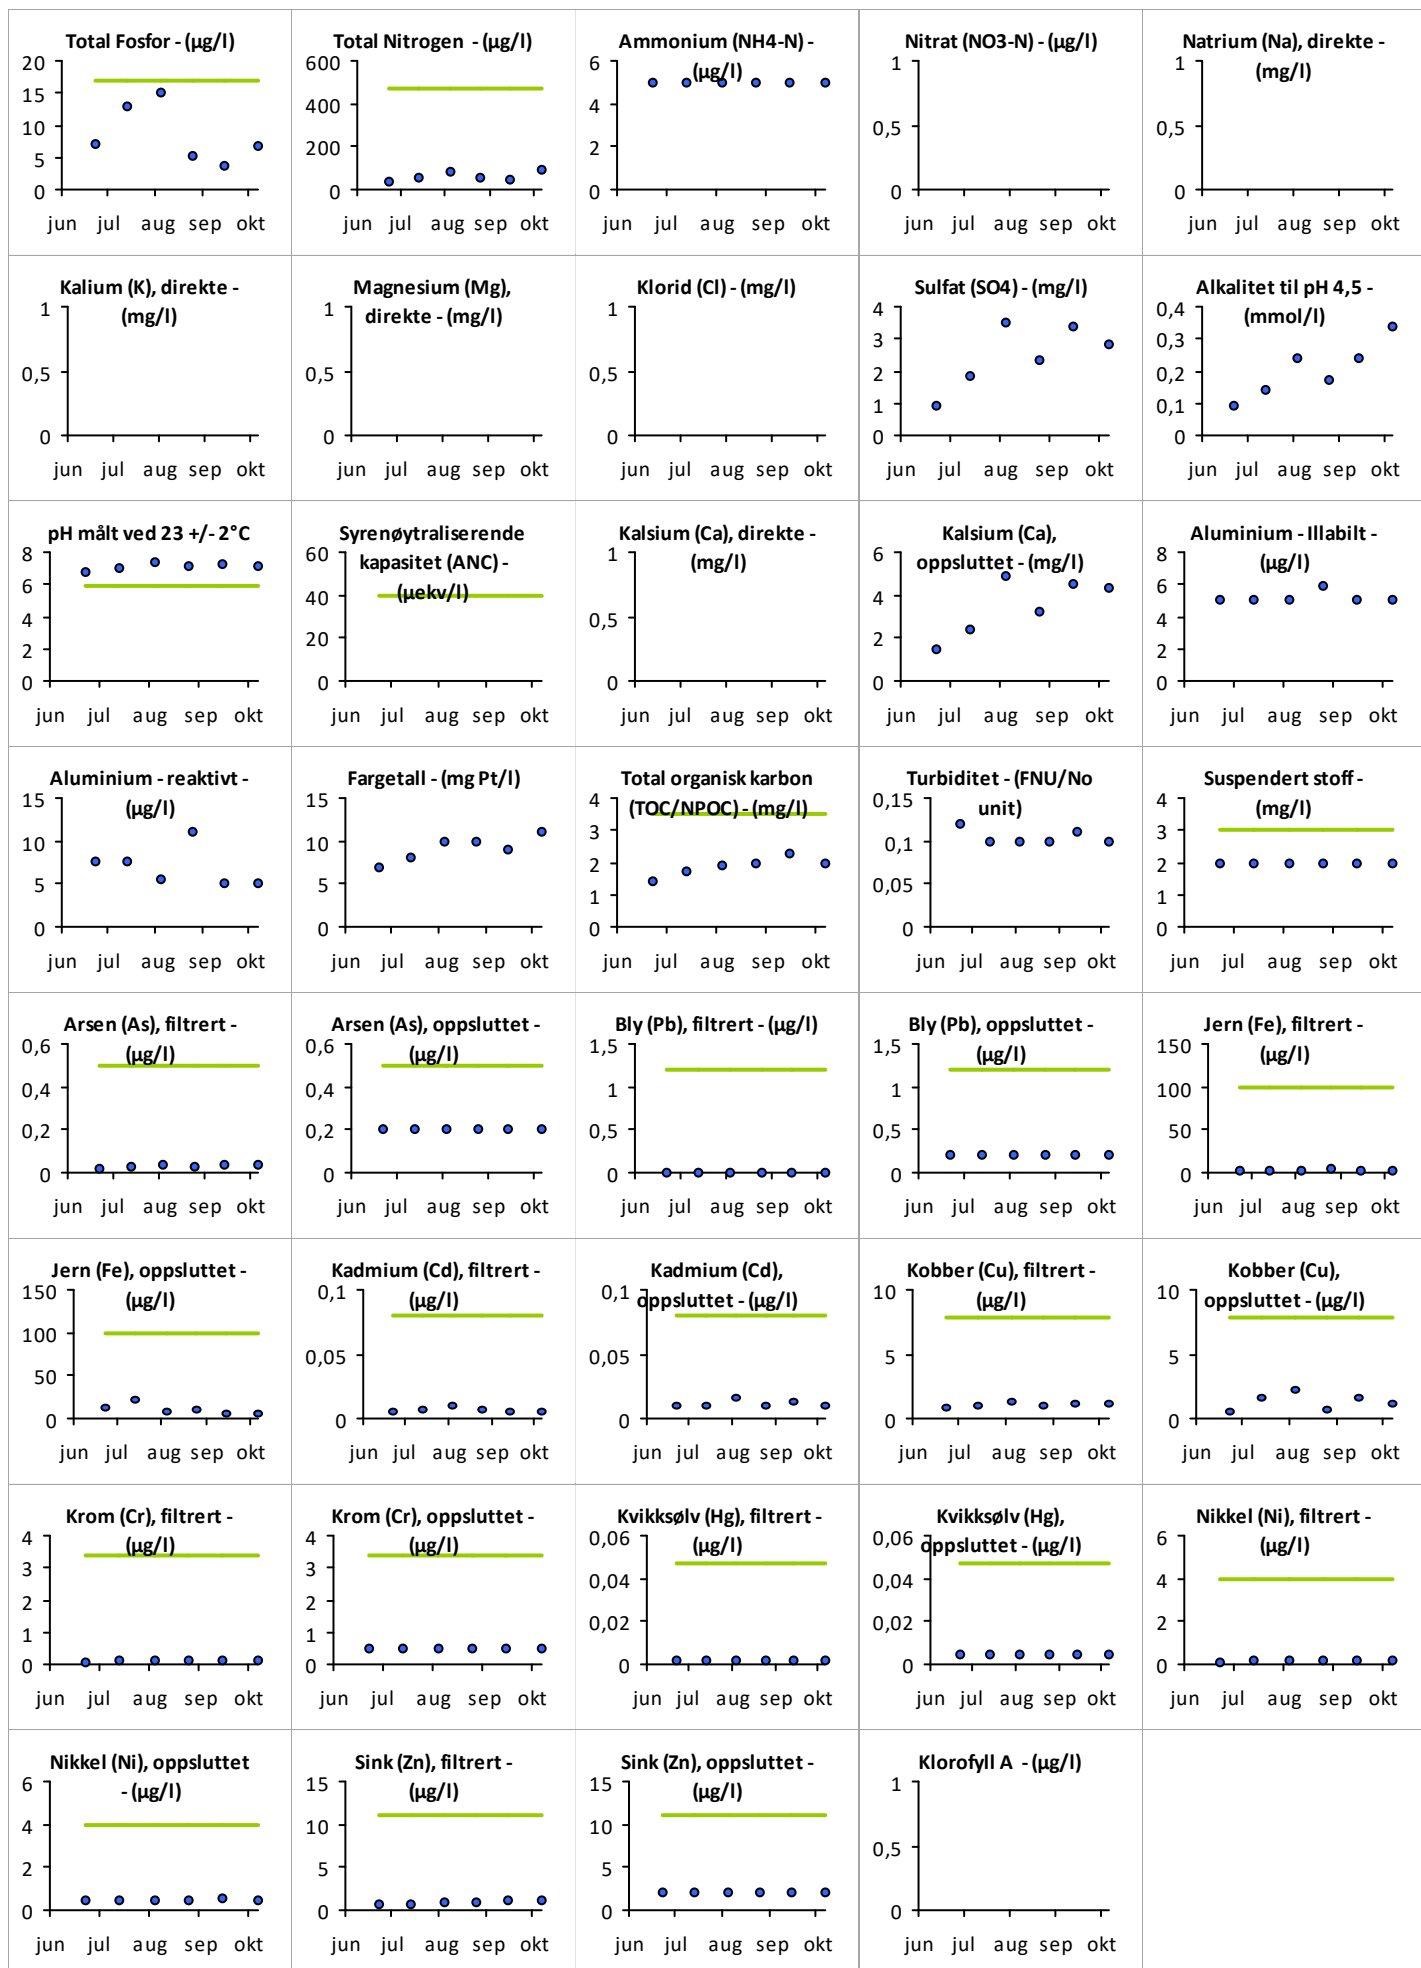 Total Fosfor - (µg/l)
20
15
10
5
0
jun jul aug sep okt
Total Nitrogen - (µg/l)
600
400
200
0
jun jul aug sep okt
Ammonium (NH4-N) -
(µg/l)
6
4
2
0
jun jul aug sep okt
Nitrat (NO3-N) - (µg/l)
1
0,5
0
jun jul aug sep okt
Natrium (Na), direkte -
(mg/l)
1
0,5
0
jun jul aug sep okt
Kalium (K), direkte -
(mg/l)
1
0,5
0
jun jul aug sep okt
Magnesium (Mg),
direkte - (mg/l)
1
0,5
0
jun jul aug sep okt
Klorid (Cl) - (mg/l)
1
0,5
0
jun jul aug sep okt
Sulfat (SO4) - (mg/l)
4
3
2
1
0
jun jul aug sep okt
Alkalitet til pH 4,5 -
(mmol/l)
0,4
0,3
0,2
0,1
0
jun jul aug sep okt
pH målt ved 23 +/- 2°C
8
6
4
2
0
jun jul aug sep okt
Syrenøytraliserende
kapasitet (ANC) -
(µekv/l)
60
40
20
0
jun jul aug sep okt
Kalsium (Ca), direkte -
(mg/l)
1
0,5
0
jun jul aug sep okt
Kalsium (Ca),
oppsluttet - (mg/l)
6
4
2
0
jun jul aug sep okt
Aluminium - Illabilt -
(µg/l)
8
6
4
2
0
jun jul aug sep okt
Aluminium - reaktivt -
(µg/l)
15
10
5
0
jun jul aug sep okt
Fargetall - (mg Pt/l)
15
10
5
0
jun jul aug sep okt
Total organisk karbon
(TOC/NPOC) - (mg/l)
4
3
2
1
0
jun jul aug sep okt
Turbiditet - (FNU/No
unit)
0,15
0,1
0,05
0
jun jul aug sep okt
Suspendert stoff -
(mg/l)
4
3
2
1
0
jun jul aug sep okt
Arsen (As), filtrert -
(µg/l)
0,6
0,4
0,2
0
jun jul aug sep okt
Arsen (As), oppsluttet -
(µg/l)
0,6
0,4
0,2
0
jun jul aug sep okt
Bly (Pb), filtrert - (µg/l)
1,5
1
0,5
0
jun jul aug sep okt
Bly (Pb), oppsluttet -
(µg/l)
1,5
1
0,5
0
jun jul aug sep okt
Jern (Fe), filtrert -
(µg/l)
150
100
50
0
jun jul aug sep okt
Jern (Fe), oppsluttet -
(µg/l)
150
100
50
0
jun jul aug sep okt
Kadmium (Cd), filtrert -
(µg/l)
0,1
0,05
0
jun jul aug sep okt
Kadmium (Cd),
oppsluttet - (µg/l)
0,1
0,05
0
jun jul aug sep okt
Kobber (Cu), filtrert -
(µg/l)
10
5
0
jun jul aug sep okt
Kobber (Cu),
oppsluttet - (µg/l)
10
5
0
jun jul aug sep okt
Krom (Cr), filtrert -
(µg/l)
4
3
2
1
0
jun jul aug sep okt
Krom (Cr), oppsluttet -
(µg/l)
4
3
2
1
0
jun jul aug sep okt
Kvikksølv (Hg), filtrert -
(µg/l)
0,06
0,04
0,02
0
jun jul aug sep okt
Kvikksølv (Hg),
oppsluttet - (µg/l)
0,06
0,04
0,02
0
jun jul aug sep okt
Nikkel (Ni), filtrert -
(µg/l)
6
4
2
0
jun jul aug sep okt
Nikkel (Ni), oppsluttet
- (µg/l)
6
4
2
0
jun jul aug sep okt
Sink (Zn), filtrert -
(µg/l)
15
10
5
0
jun jul aug sep okt
Sink (Zn), oppsluttet -
(µg/l)
15
10
5
0
jun jul aug sep okt
Klorofyll A - (µg/l)
1
0,5
0
jun jul aug sep okt